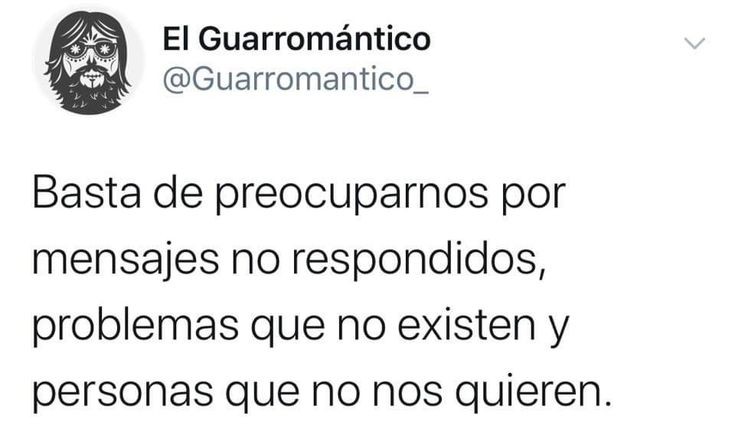 El Guarromántico
@Guarromantico_
Basta de preocuparnos por
mensajes no respondidos,
problemas que no existen y
personas que no nos quieren.